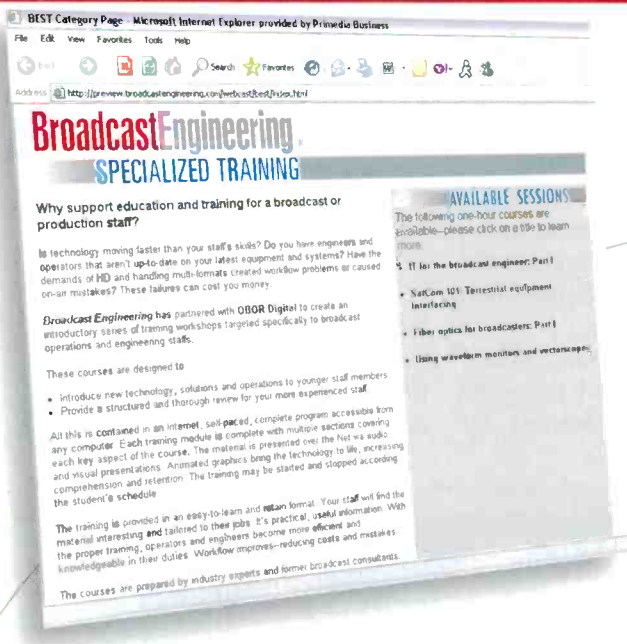 BEST Category Page - Microsoft Internet Explorer provided by Primedia Business
File Edit View Favorites Tools Help
Back Search Favorites
Address http://preview.broadcastengineering.com/webcast/best/index.html
BroadcastEngineering
SPECIALIZED TRAINING
Why support education and training for a broadcast or
production staff?
Is technology moving faster than your staff's skills? Do you have engineers and
operators that aren't up-to-date on your latest equipment and systems? Have the
demands of HD and handling multi-formats created workflow problems or caused
on-air mistakes? These failures can cost you money.
Broadcast Engineering has partnered with OBOR Digital to create an
introductory series of training workshops targeted specifically to broadcast
operations and engineering staffs.
These courses are designed to
• Introduce new technology, solutions and operations to younger staff members
• Provide a structured and thorough review for your more experienced staff.
All this is contained in an internet, self-paced, complete program accessible from
any computer. Each training module is complete with multiple sections covering
each key aspect of the course. The material is presented over the Net via audio
and visual presentations. Animated graphics bring the technology to life, increasing
comprehension and retention. The training may be started and stopped according
the student's schedule
The training is provided in an easy-to-learn and retain format. Your staff will find the
material interesting and tailored to their jobs. It's practical, useful information. With
the proper training, operators and engineers become more efficient and
knowledgeable in their duties. Workflow improves--reducing costs and mistakes.
The courses are prepared by industry experts and former broadcast consultants.
AVAILABLE SESSIONS
The following one-hour courses are
available--please click on a title to learn
more.
• IT for the broadcast engineer: Part I
• SatCom 101: Terrestrial equipment
interfacing
• Fiber optics for broadcasters: Part I
• Using waveform monitors and vectorscopes